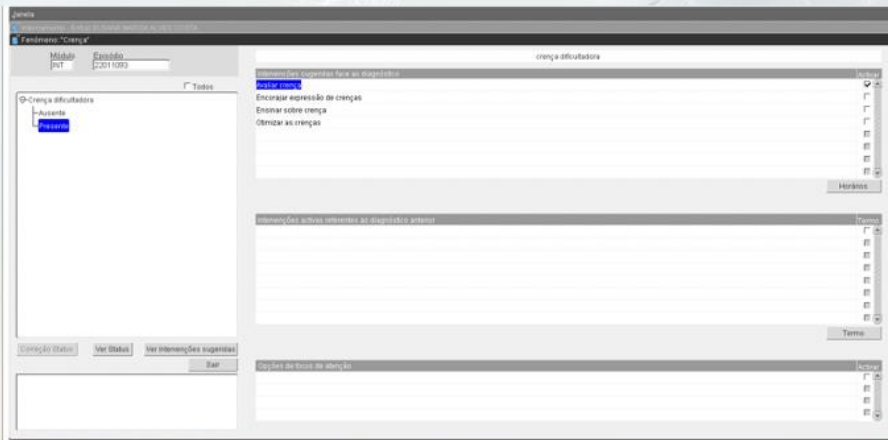 Janela
Fenómeno: "Crença"
Módulo Episódio
INT 22011093
Todos
Crença dificultadora
Ausente
Presente
Correção Status Ver Status Ver intervenções sugeridas
Sair
crença dificultadora
Intervenções sugeridas face ao diagnóstico Activar
Avaliar crença
Encorajar expressão de crenças
Ensinar sobre crença
Otimizar as crenças
Horários
Intervenções activas referentes ao diagnóstico anterior Termo
Termo
Opções de focos de atenção Activar